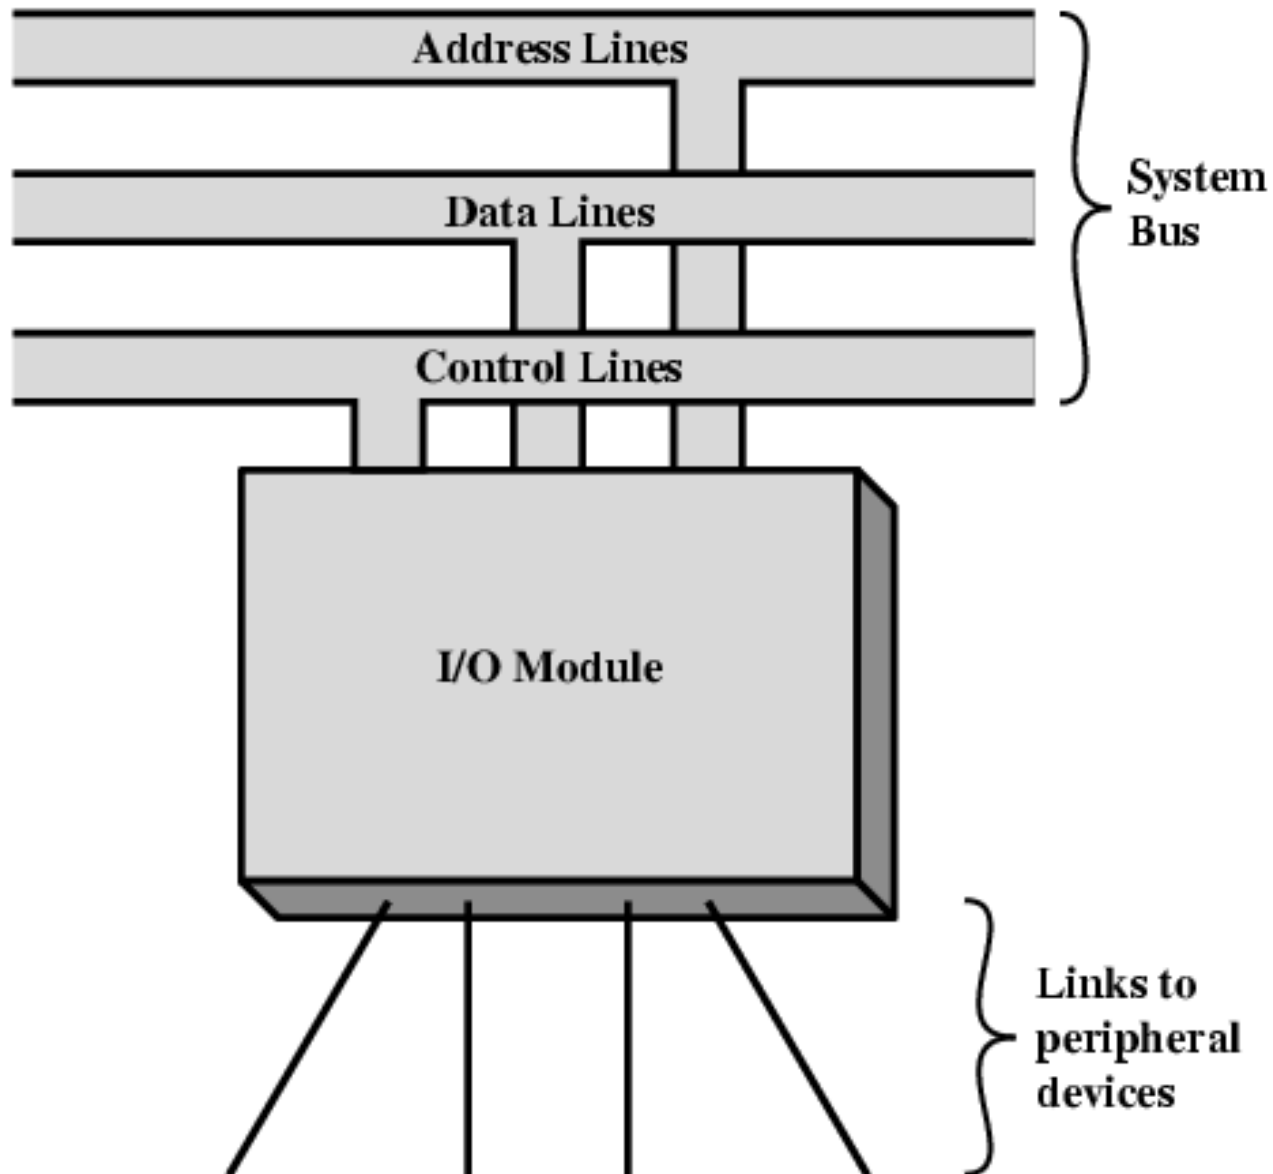 Address Lines
Data Lines
Control Lines
System
Bus
I/O Module
Links to
peripheral
devices